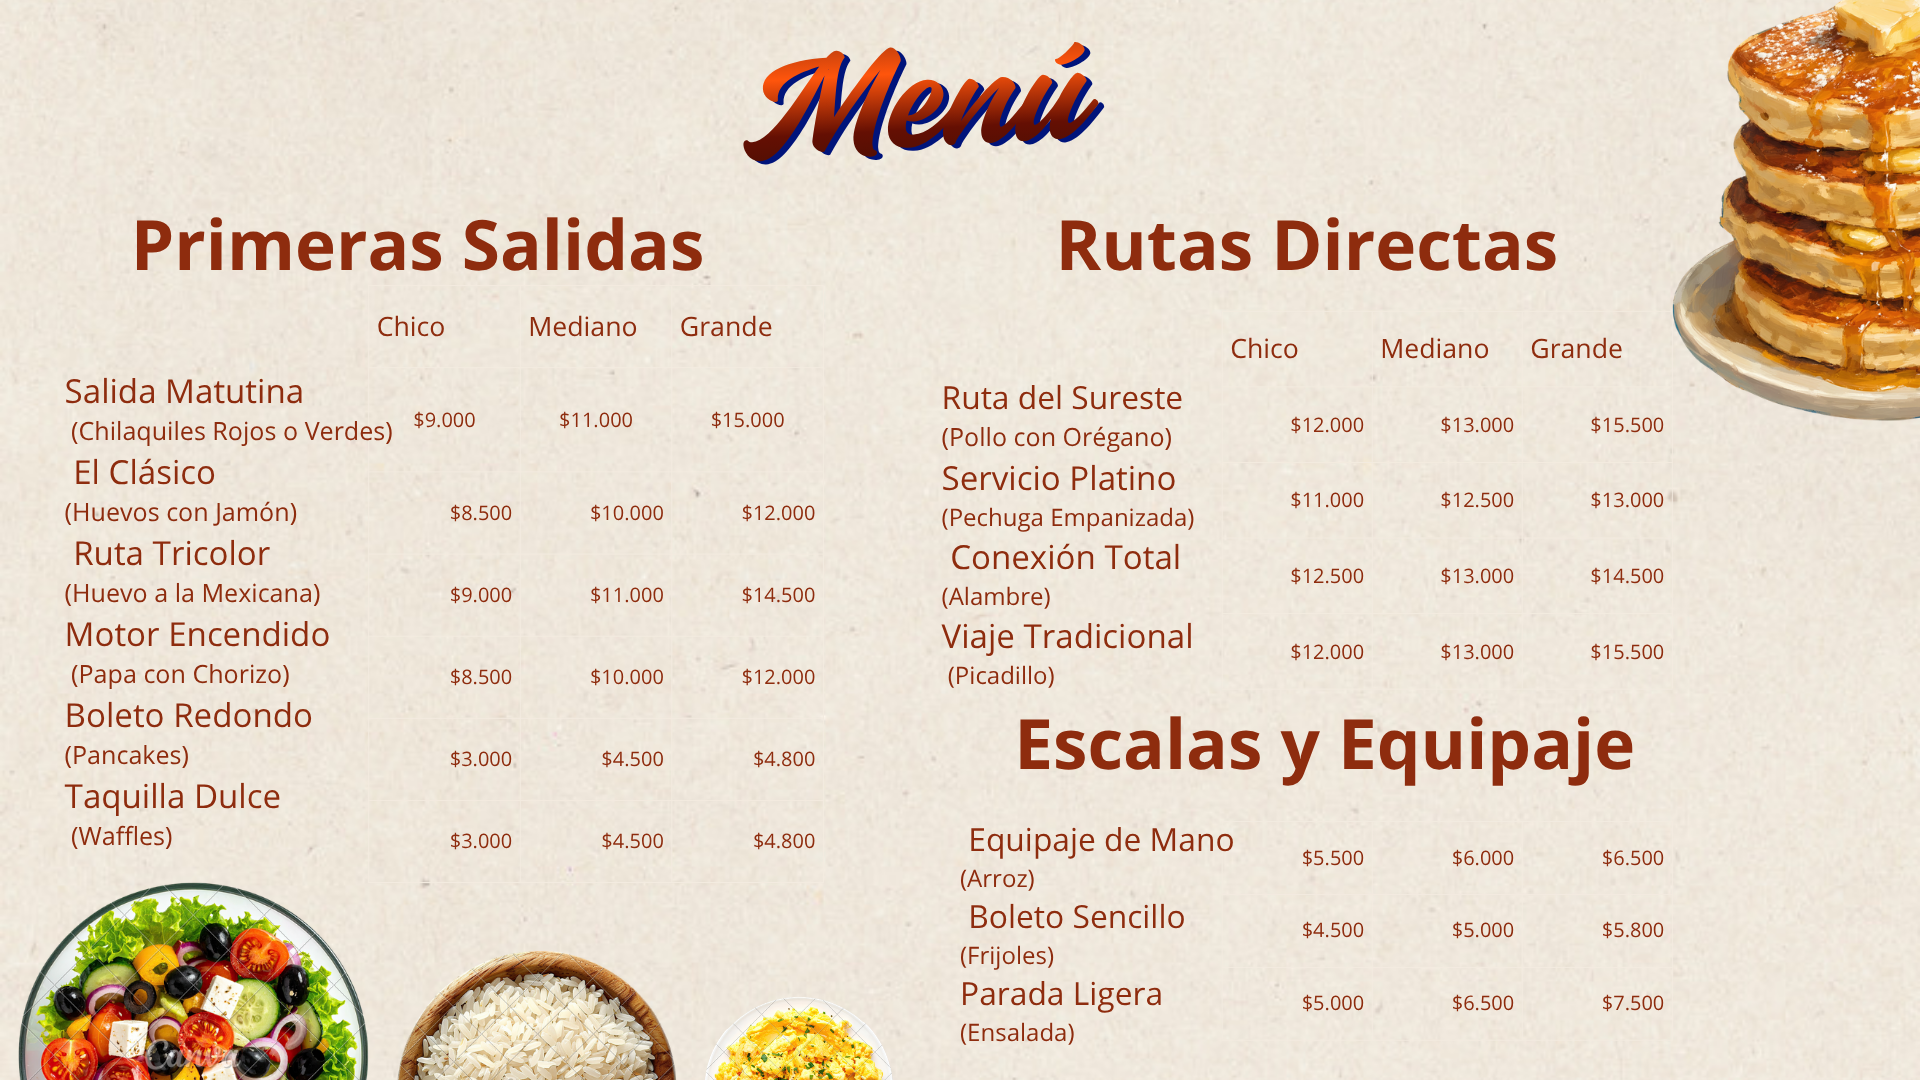 Menú
Primeras Salidas
Chico Mediano Grande
Salida Matutina
(Chilaquiles Rojos o Verdes) $9.000 $11.000 $15.000
El Clásico
(Huevos con Jamón) $8.500 $10.000 $12.000
Ruta Tricolor
(Huevo a la Mexicana) $9.000 $11.000 $14.500
Motor Encendido
(Papa con Chorizo) $8.500 $10.000 $12.000
Boleto Redondo
(Pancakes) $3.000 $4.500 $4.800
Taquilla Dulce
(Waffles) $3.000 $4.500 $4.800
Rutas Directas
Chico Mediano Grande
Ruta del Sureste
(Pollo con Orégano) $12.000 $13.000 $15.500
Servicio Platino
(Pechuga Empanizada) $11.000 $12.500 $13.000
Conexión Total
(Alambre) $12.500 $13.000 $14.500
Viaje Tradicional
(Picadillo) $12.000 $13.000 $15.500
Escalas y Equipaje
Equipaje de Mano
(Arroz) $5.500 $6.000 $6.500
Boleto Sencillo
(Frijoles) $4.500 $5.000 $5.800
Parada Ligera
(Ensalada) $5.000 $6.500 $7.500
Canva